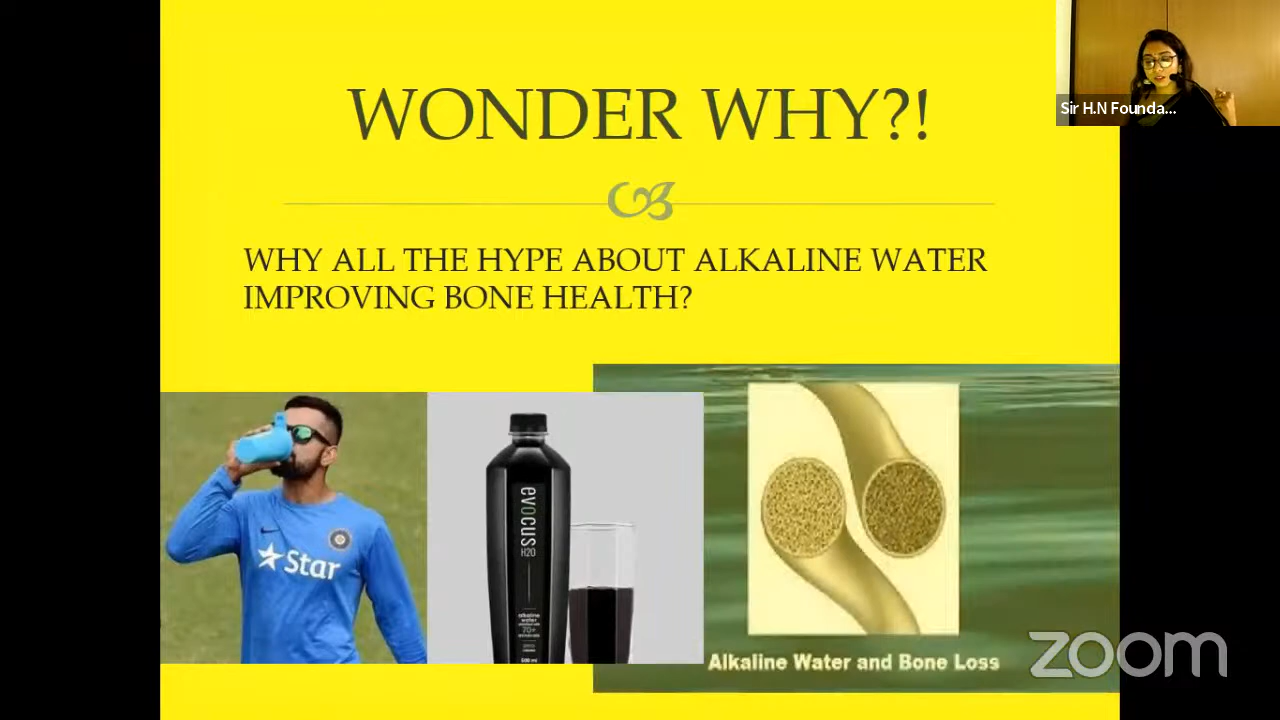 WONDER WHY?!
Sir H.N Founda...
WHY ALL THE HYPE ABOUT ALKALINE WATER
IMPROVING BONE HEALTH?
Star
evocus
H2O
alkaline
water
70+
Alkaline Water and Bone Loss
zoom